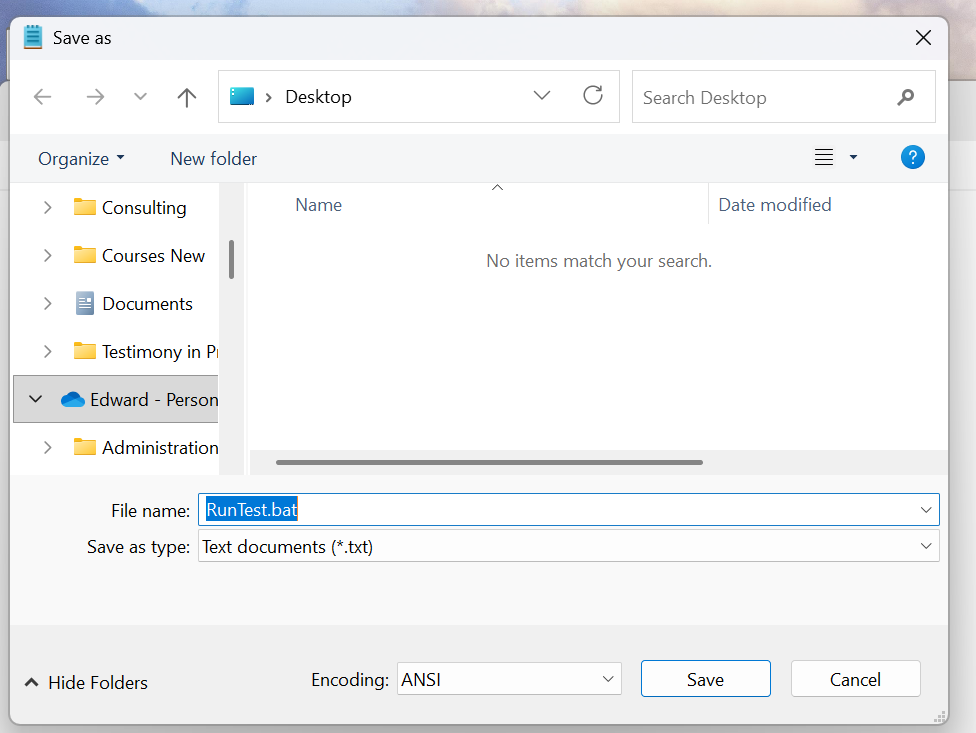 Save as
Desktop
Search Desktop
Organize
New folder
?
Name
Date modified
Consulting
Courses New
No items match your search.
Documents
Testimony in Pr
Edward - Person
Administration
File name: RunTest.bat
Save as type: Text documents (*.txt)
Hide Folders
Encoding: ANSI
Save
Cancel